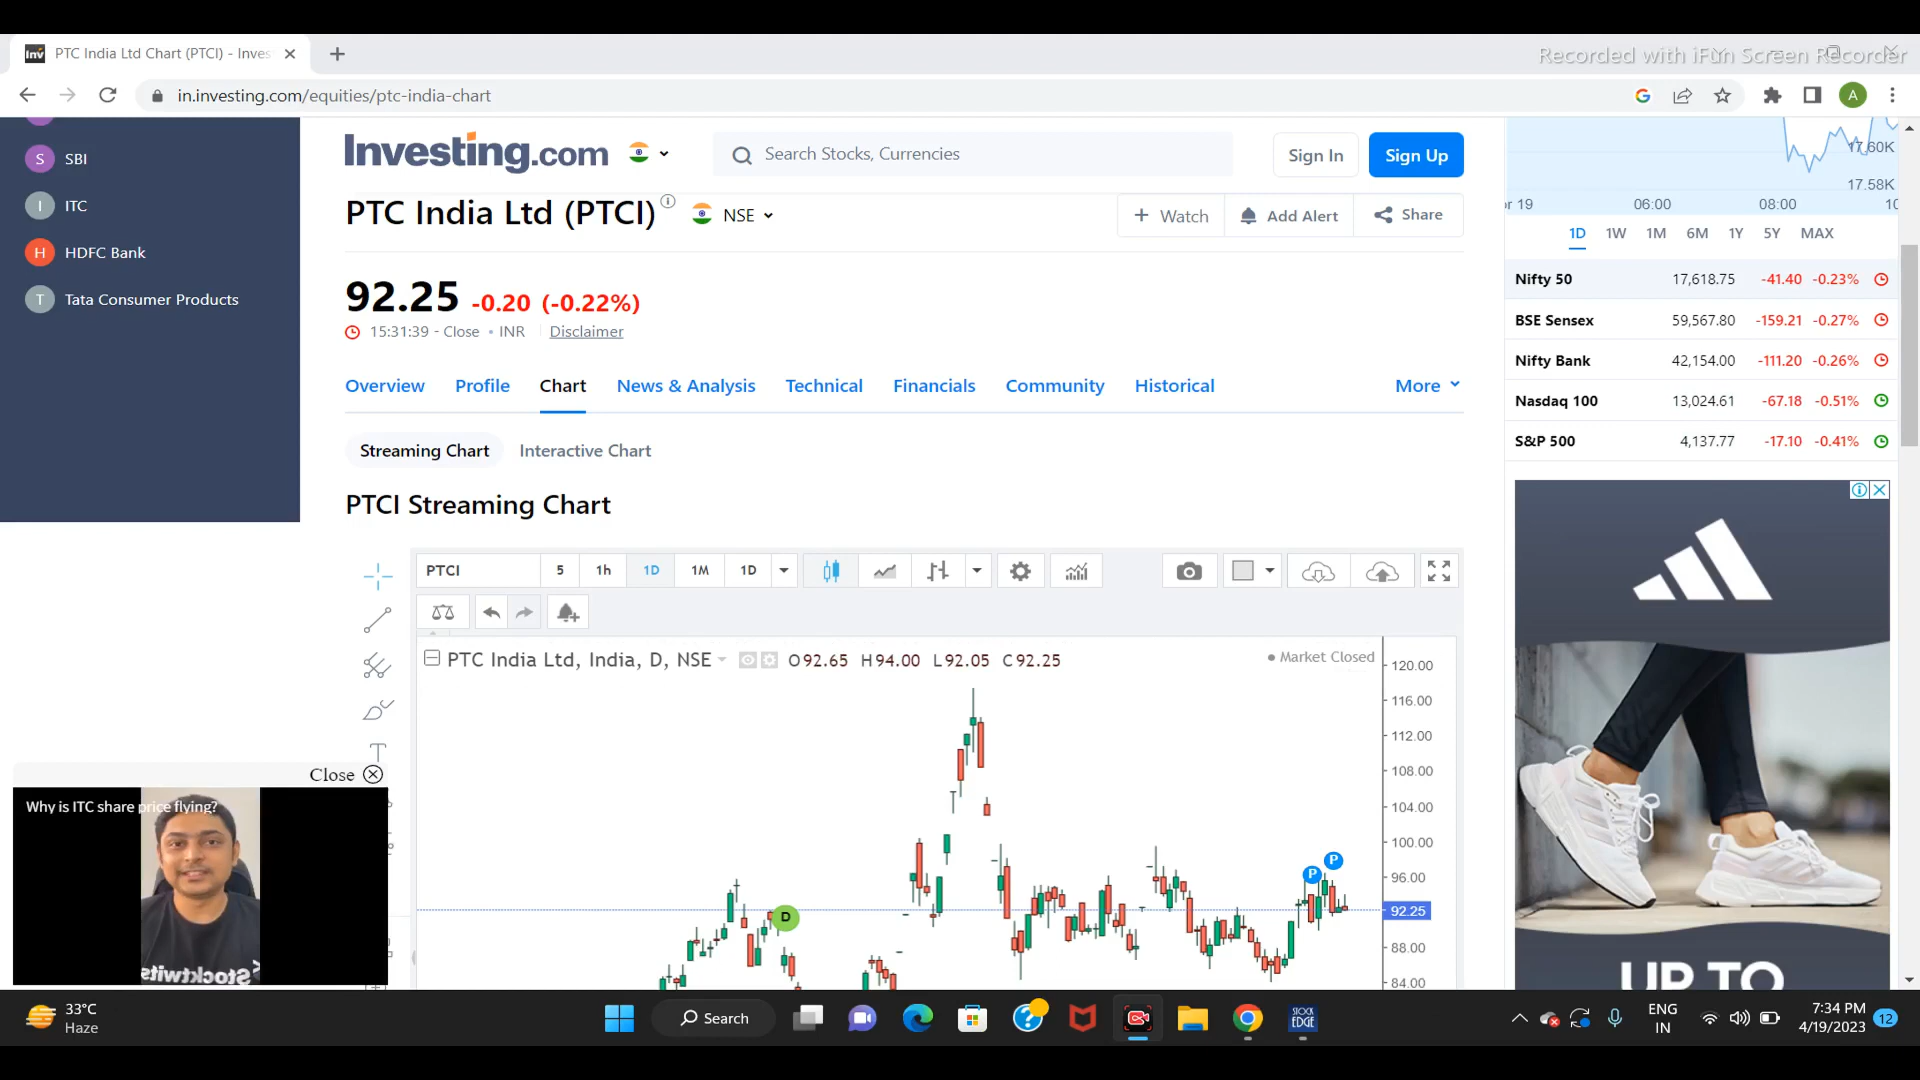 PTC India Ltd Chart (PTCI) - Inves
Recorded with iFun Screen Recorder
in.investing.com/equities/ptc-india-chart
A
S SBI
I ITC
H HDFC Bank
T Tata Consumer Products
Investing.com
Search Stocks, Currencies
Sign In
Sign Up
PTC India Ltd (PTCI)
NSE
Watch
Add Alert
Share
92.25 -0.20 (-0.22%)
15:31:39 - Close • INR
Disclaimer
Overview
Profile
Chart
News & Analysis
Technical
Financials
Community
Historical
More
Streaming Chart
Interactive Chart
PTCI Streaming Chart
PTCI
5
1h
1D
1M
1D
PTC India Ltd, India, D, NSE
O92.65 H94.00 L92.05 C92.25
Market Closed
120.00
116.00
112.00
108.00
104.00
100.00
96.00
92.25
88.00
84.00
D
P
P
17.60K
17.58K
r 19
06:00
08:00
10
1D 1W 1M 6M 1Y 5Y MAX
Nifty 50 17,618.75 -41.40 -0.23%
BSE Sensex 59,567.80 -159.21 -0.27%
Nifty Bank 42,154.00 -111.20 -0.26%
Nasdaq 100 13,024.61 -67.18 -0.51%
S&P 500 4,137.77 -17.10 -0.41%
UP TO
Close
Why is ITC share price flying?
Stocktwits
33°C
Haze
Search
STOCK EDGE
ENG
IN
7:34 PM
4/19/2023
12